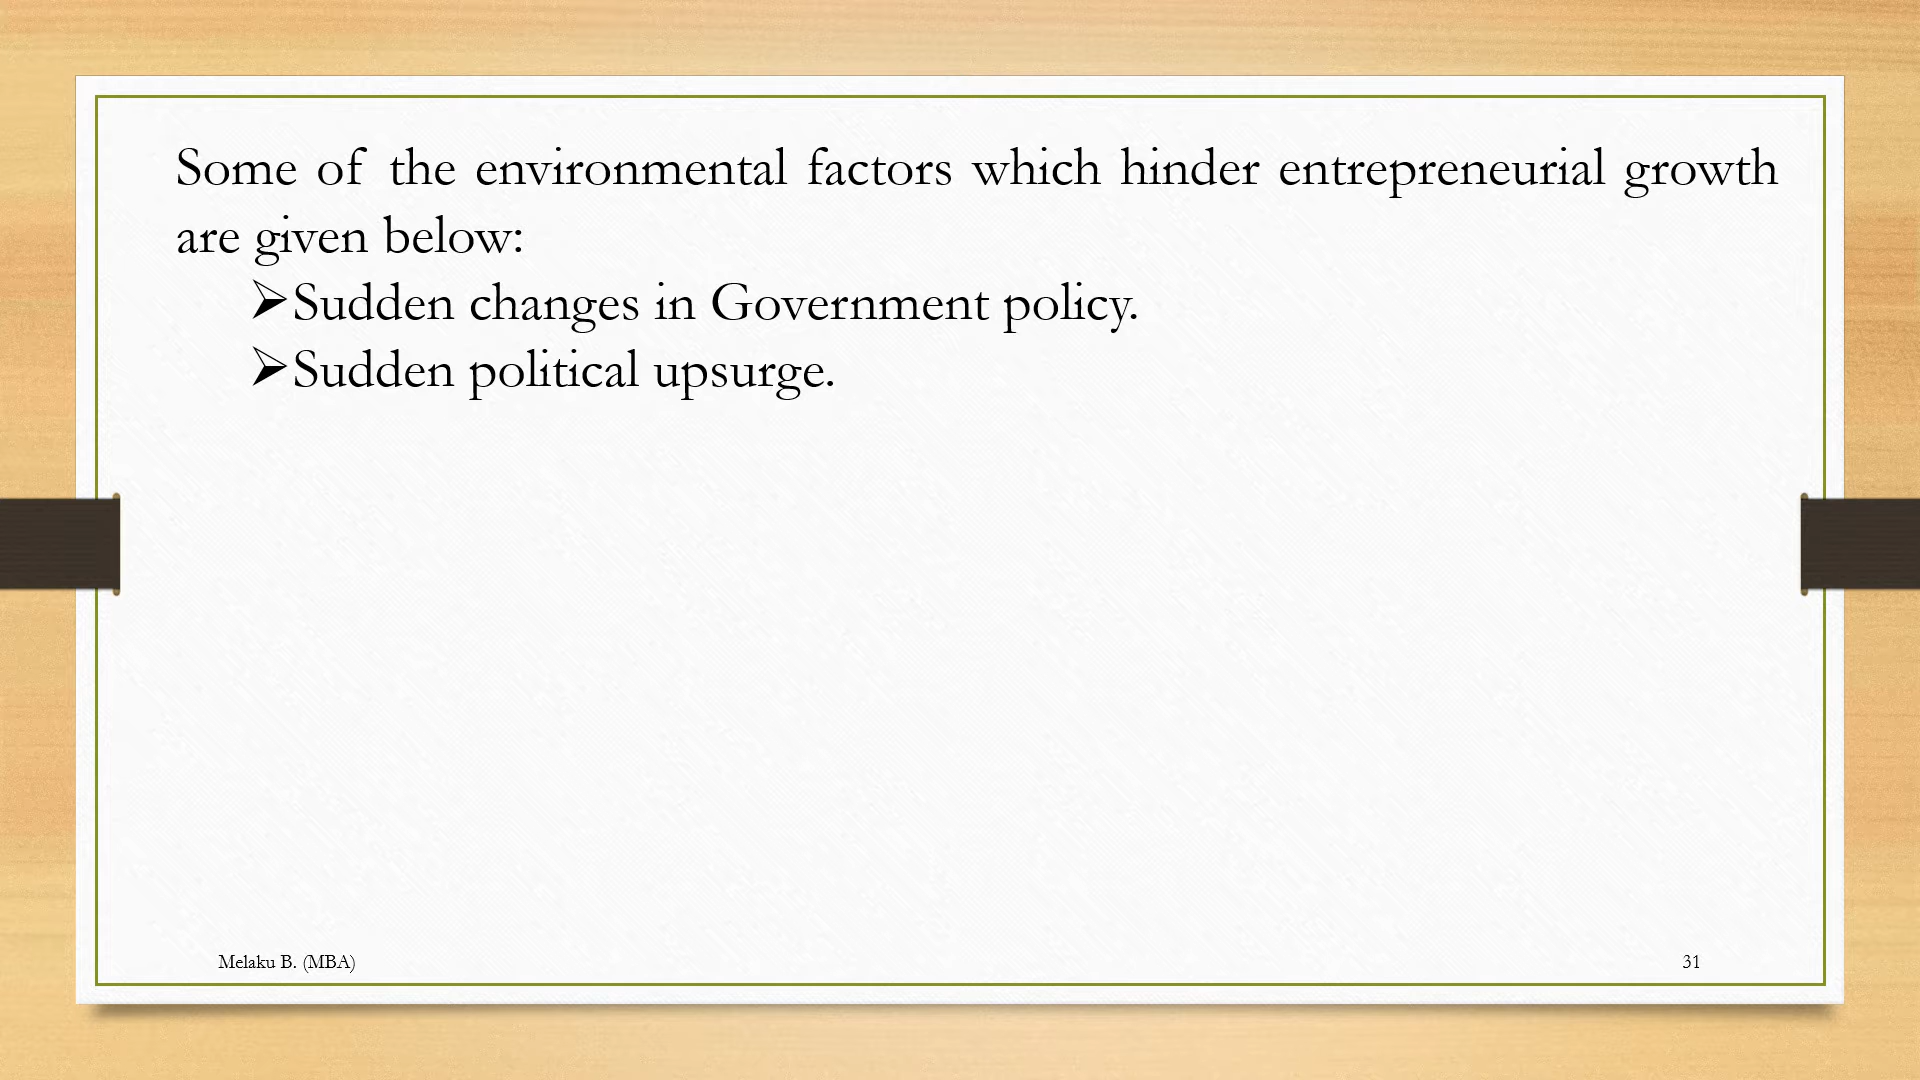 Some of the environmental factors which hinder entrepreneurial growth
are given below:
➢Sudden changes in Government policy.
➢Sudden political upsurge.
Melaku B. (MBA)
31